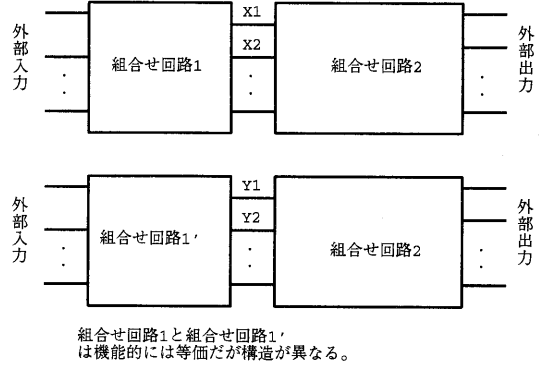 外部入力
組合せ回路1
X1
X2
組合せ回路2
外部出力
外部入力
組合せ回路1′
Y1
Y2
組合せ回路2
外部出力
組合せ回路1と組合せ回路1′
は機能的には等価だが構造が異なる。